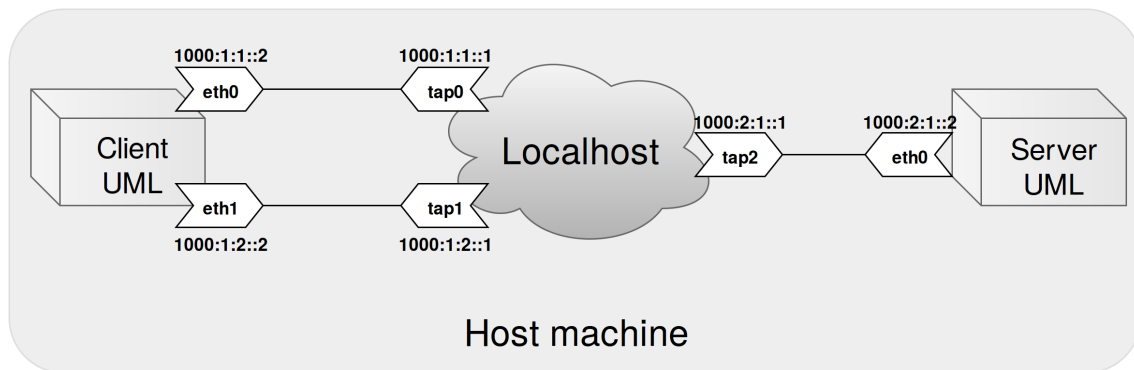 1000:1:1::2
1000:1:1::1
eth0
tap0
1000:2:1::1
1000:2:1::2
Client
UML
Localhost
tap2
eth0
Server
UML
eth1
tap1
1000:1:2::2
1000:1:2::1
Host machine